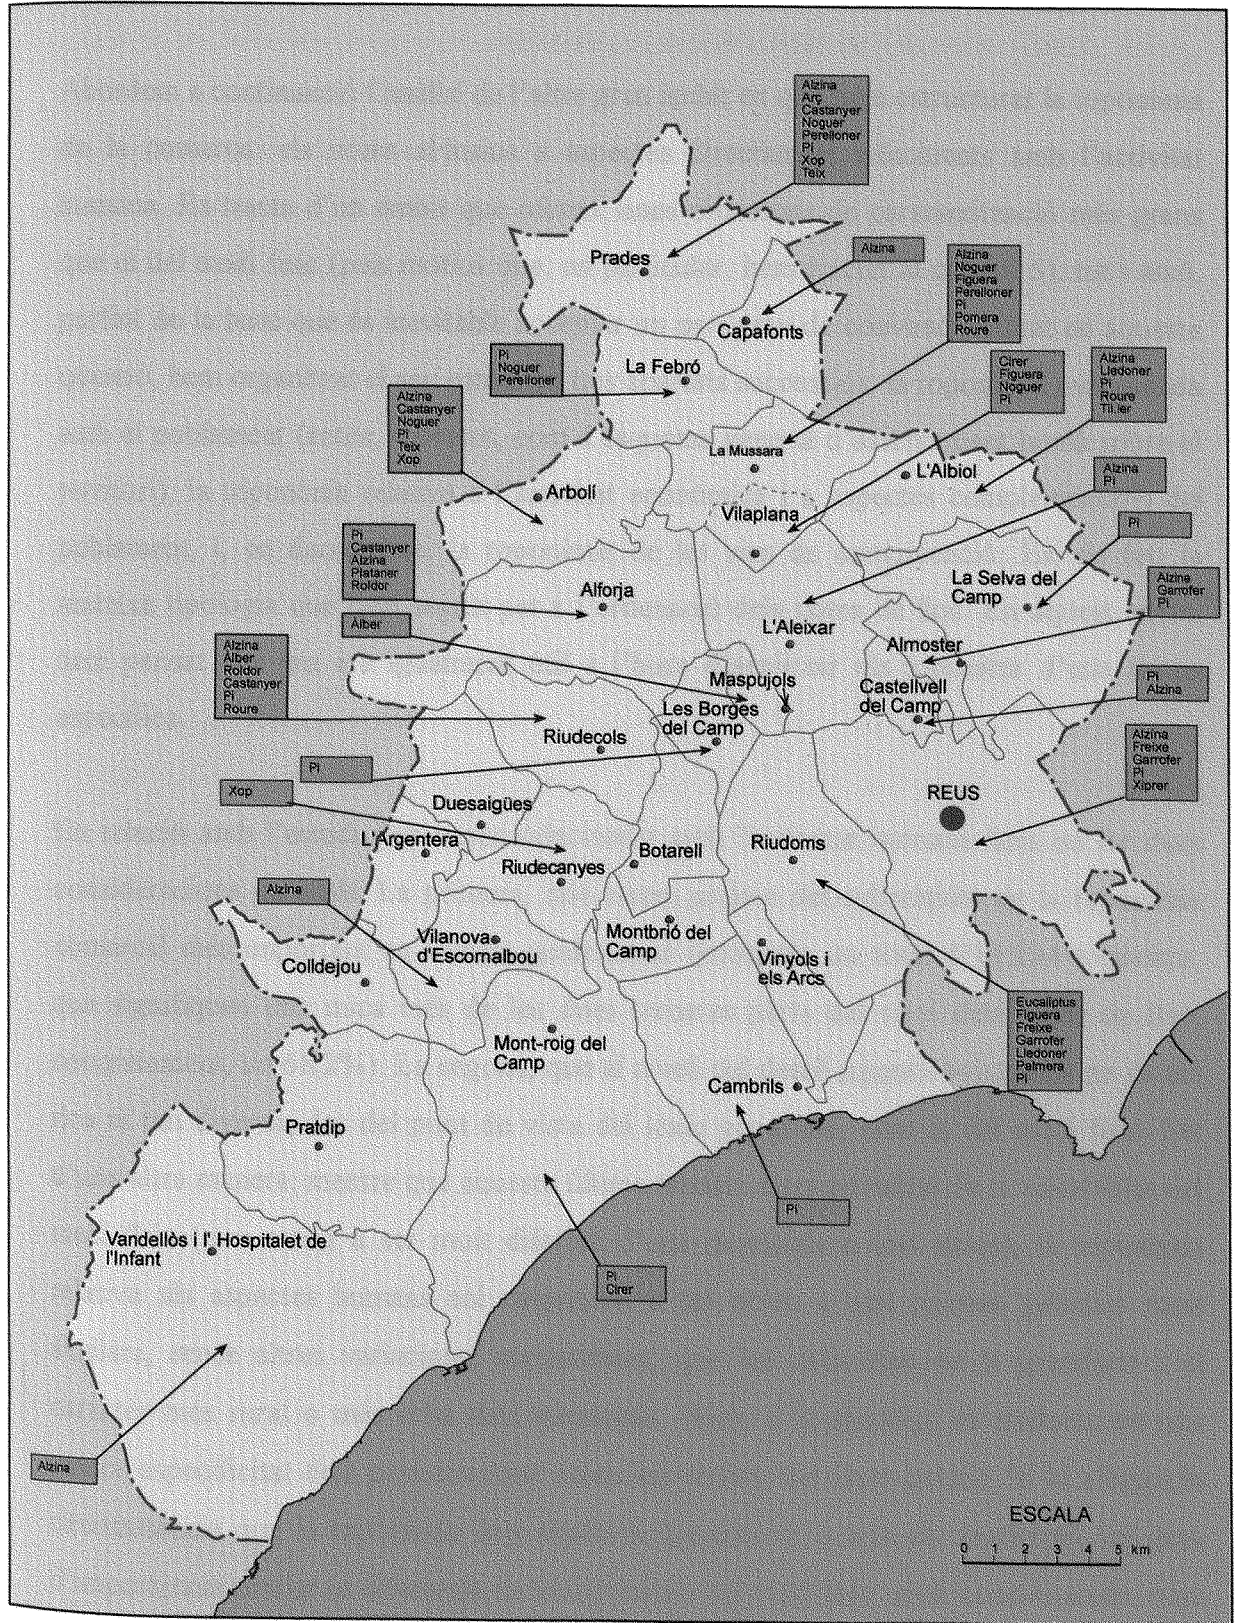 Alzina
Arç
Castanyer
Noguer
Perelloner
Pi
Xop
Teix
Prades
Alzina
Capafonts
Alzina
Noguer
Figuera
Perelloner
Pi
Pomera
Roure
Pi
Noguer
Perelloner
La Febró
Cirer
Figuera
Noguer
Pi
Alzina
Lledoner
Pi
Roure
Alzina
Castanyer
Noguer
Pi
Teix
Xop
La Mussara
L'Albiol
Alzina
Pi
Arbolí
Vilaplana
Pi
Pi
Castanyer
Alzina
Plataner
Roldor
Alforja
La Selva del
Camp
Alzina
Garrofer
Pi
Àlber
L'Aleixar
Almoster
Alzina
Àlber
Roldor
Castanyer
Pi
Roure
Maspujols
Les Borges
del Camp
Castellvell
del Camp
Pi
Alzina
Riudecols
Pi
Alzina
Freixe
Garrofer
Pi
Xiprer
Xop
REUS
Duesaigües
L'Argentera
Riudecanyes
Botarell
Riudoms
Alzina
Vilanova
d'Escornalbou
Montbrió del
Camp
Vinyols i
els Arcs
Colldejou
Eucaliptus
Figuera
Freixe
Garrofer
Lledoner
Palmera
Pi
Mont-roig del
Camp
Cambrils
Pratdip
Pi
Vandellòs i l' Hospitalet de
l'Infant
Pi
Cirer
Alzina
ESCALA
0 1 2 3 4 5 km